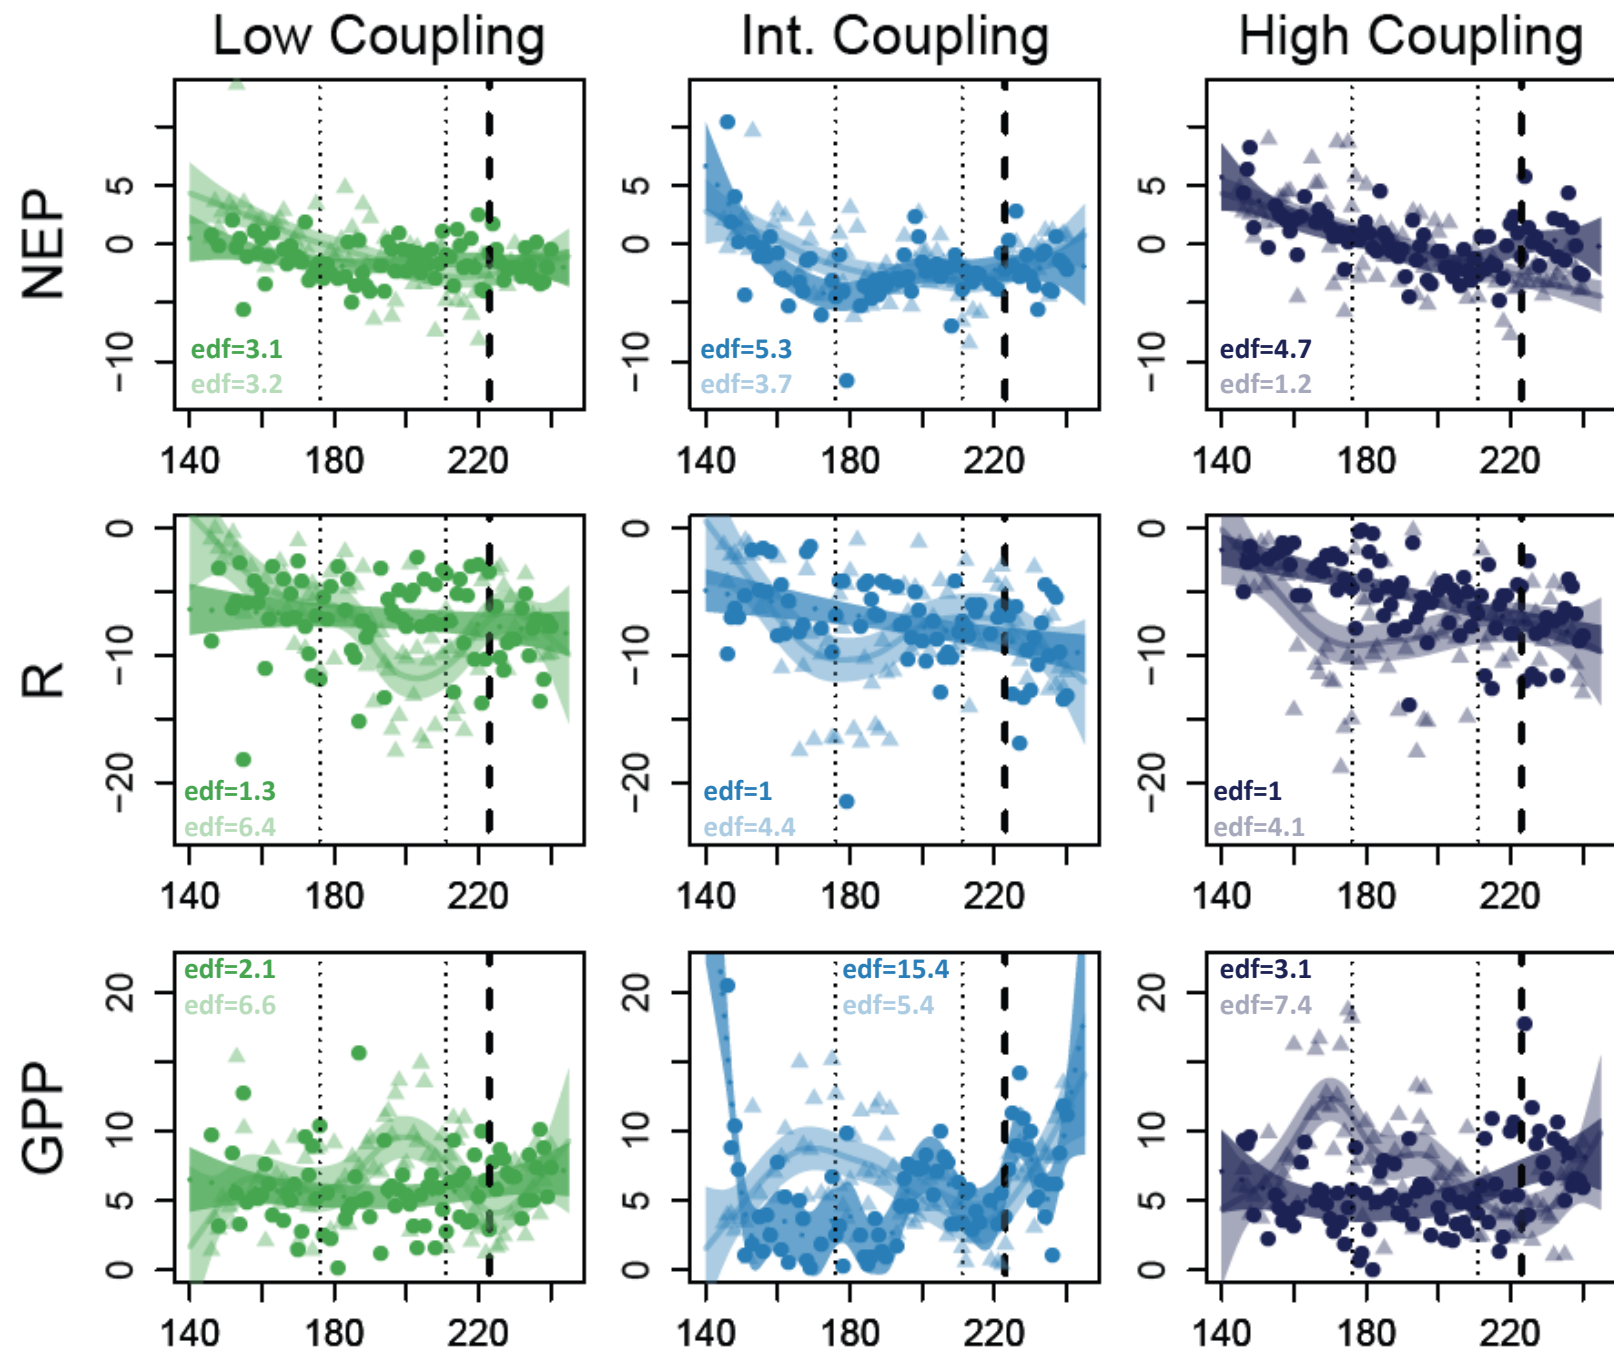 Low Coupling Int. Coupling High Coupling
NEP
5 0 −10
edf=3.1
edf=3.2
140 180 220
5 0 −10
edf=5.3
edf=3.7
140 180 220
5 0 −10
edf=4.7
edf=1.2
140 180 220
R
0 −10 −20
edf=1.3
edf=6.4
140 180 220
0 −10 −20
edf=1
edf=4.4
140 180 220
0 −10 −20
edf=1
edf=4.1
140 180 220
GPP
20 10 5 0
edf=2.1
edf=6.6
140 180 220
20 10 5 0
edf=15.4
edf=5.4
140 180 220
20 10 5 0
edf=3.1
edf=7.4
140 180 220